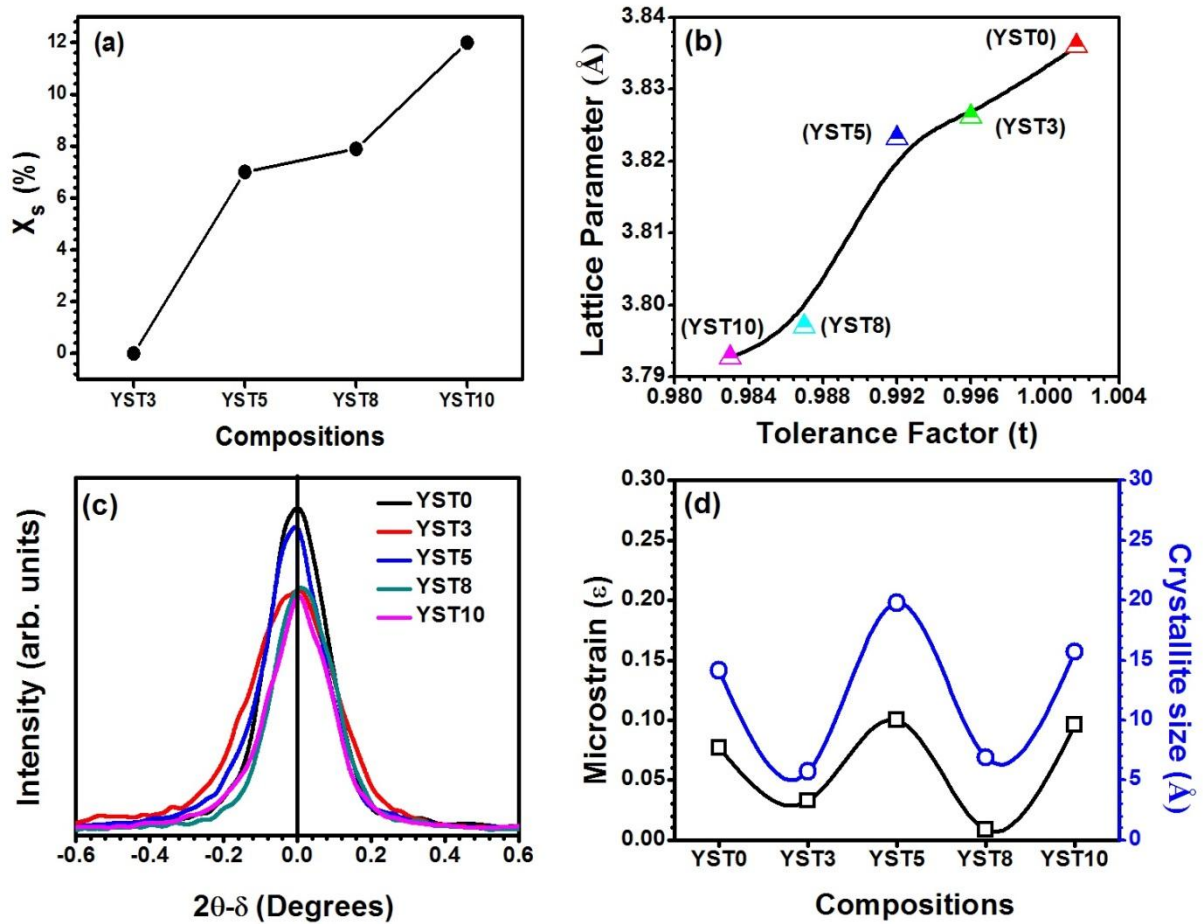 (a)
X_s (%)
12
10
8
6
4
2
0
YST3 YST5 YST8 YST10
Compositions
(b)
Lattice Parameter (Å)
3.84
3.83
3.82
3.81
3.80
3.79
(YST0)
(YST3)
(YST5)
(YST8)
(YST10)
0.980 0.984 0.988 0.992 0.996 1.000 1.004
Tolerance Factor (t)
(c)
Intensity (arb. units)
YST0
YST3
YST5
YST8
YST10
-0.6 -0.4 -0.2 0.0 0.2 0.4 0.6
2θ-δ (Degrees)
(d)
Microstrain (ε)
0.30
0.25
0.20
0.15
0.10
0.05
0.00
Crystallite size (Å)
30
25
20
15
10
5
0
YST0 YST3 YST5 YST8 YST10
Compositions